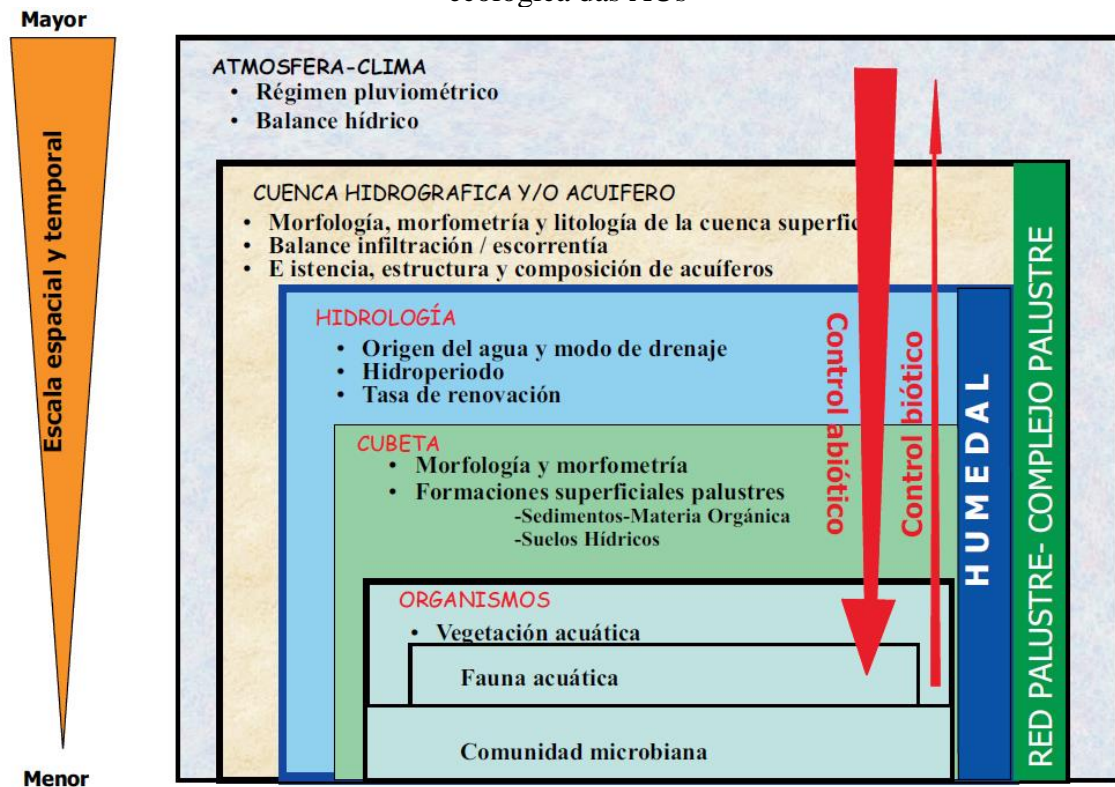 ecológica das AUs
Mayor
Escala espacial y temporal
Menor
ATMOSFERA-CLIMA
• Régimen pluviométrico
• Balance hídrico
CUENCA HIDROGRAFICA Y/O ACUIFERO
• Morfología, morfometría y litología de la cuenca superfic
• Balance infiltración / escorrentía
• E istencia, estructura y composición de acuíferos
HIDROLOGÍA
• Origen del agua y modo de drenaje
• Hidroperiodo
• Tasa de renovación
CUBETA
• Morfología y morfometría
• Formaciones superficiales palustres
-Sedimentos-Materia Orgánica
-Suelos Hídricos
ORGANISMOS
• Vegetación acuática
Fauna acuática
Comunidad microbiana
Control abiótico
Control biótico
HUMEDAL
RED PALUSTRE- COMPLEJO PALUSTRE